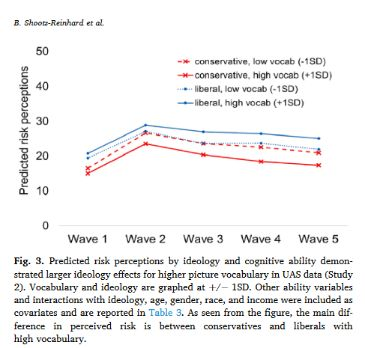 B. Shoots-Reinhard et al.
50
40
30
20
10
0
Predicted risk perceptions
conservative, low vocab (-1SD)
conservative, high vocab (+1SD)
liberal, low vocab (-1SD)
liberal, high vocab (+1SD)
Wave 1 Wave 2 Wave 3 Wave 4 Wave 5
Fig. 3. Predicted risk perceptions by ideology and cognitive ability demon-
strated larger ideology effects for higher picture vocabulary in UAS data (Study
2). Vocabulary and ideology are graphed at +/− 1SD. Other ability variables
and interactions with ideology, age, gender, race, and income were included as
covariates and are reported in Table 3. As seen from the figure, the main dif-
ference in perceived risk is between conservatives and liberals with
high vocabulary.